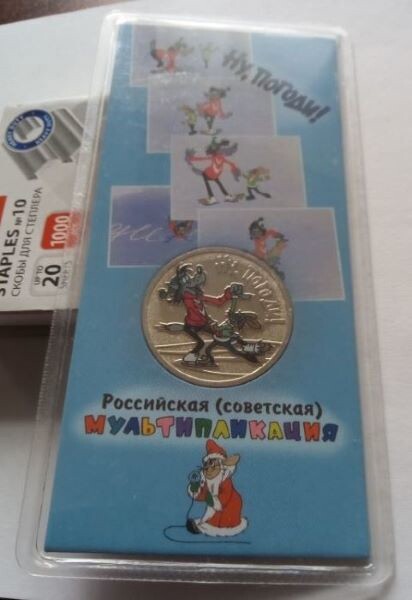 Ну, погоди!
НУ, ПОГОДИ!
Российская (советская)
МУЛЬТИПЛИКАЦИЯ
STAPLES №10
СКОБЫ ДЛЯ СТЕПЛЕРА
UP TO
20
1000